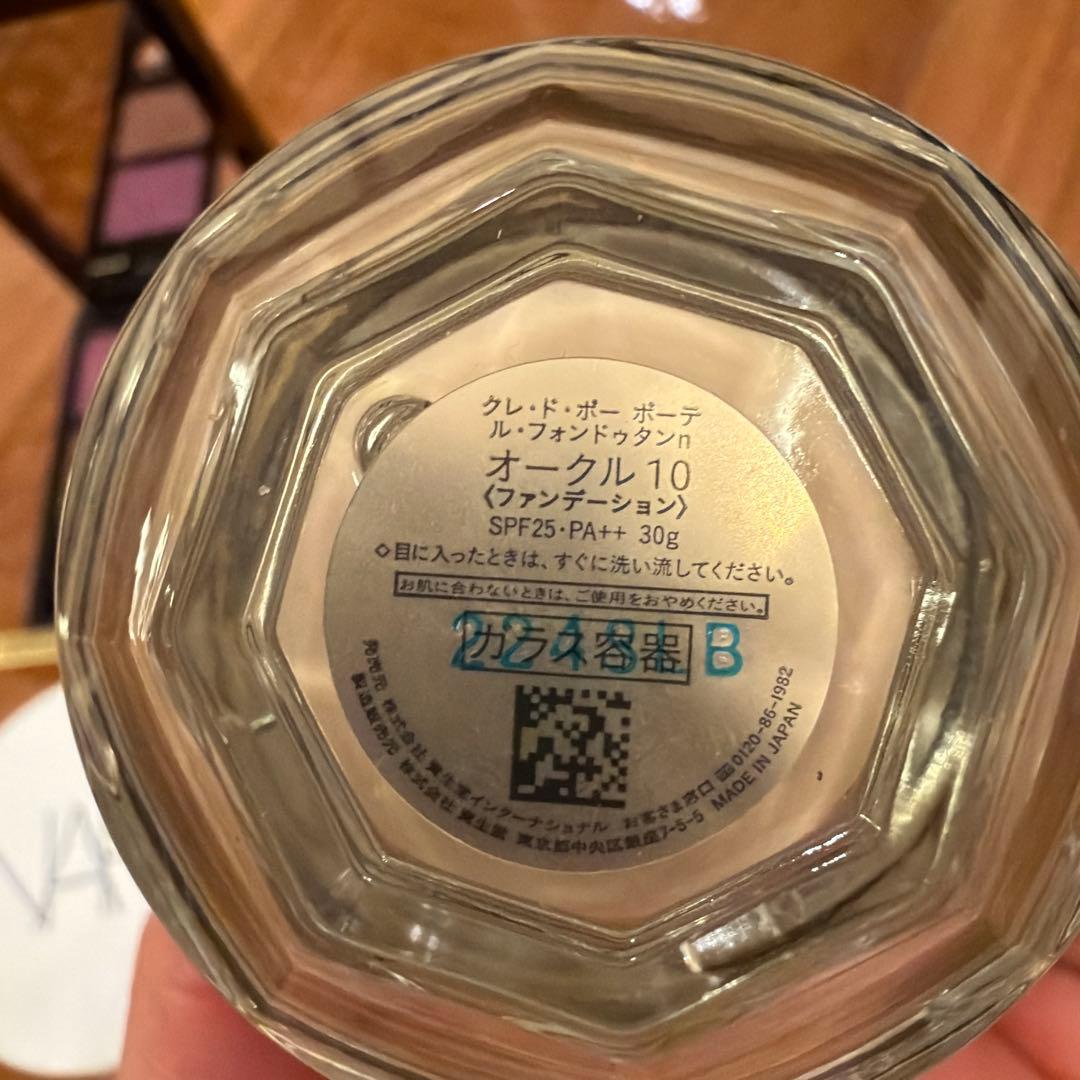 クレ・ド・ポー ボーテ
ル・フォンドゥタンn
オークル10
〈ファンデーション〉
SPF25・PA++ 30g
◇目に入ったときは、すぐに洗い流してください。
お肌に合わないときは、ご使用をおやめください。
ガラス容器
B
発売元 株式会社 資生堂インターナショナル お客さま窓口 0120-86-1982
製造販売元 株式会社 資生堂 東京都中央区銀座7-5-5 MADE IN JAPAN